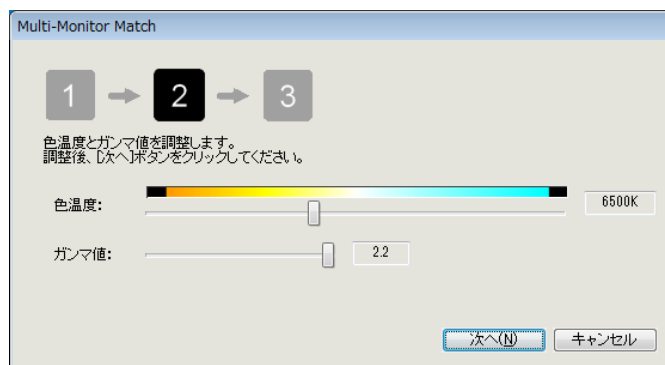 Multi-Monitor Match
1 → 2 → 3
色温度とガンマ値を調整します。
調整後、[次へ]ボタンをクリックしてください。
色温度: 6500K
ガンマ値: 2.2
次へ(N) キャンセル